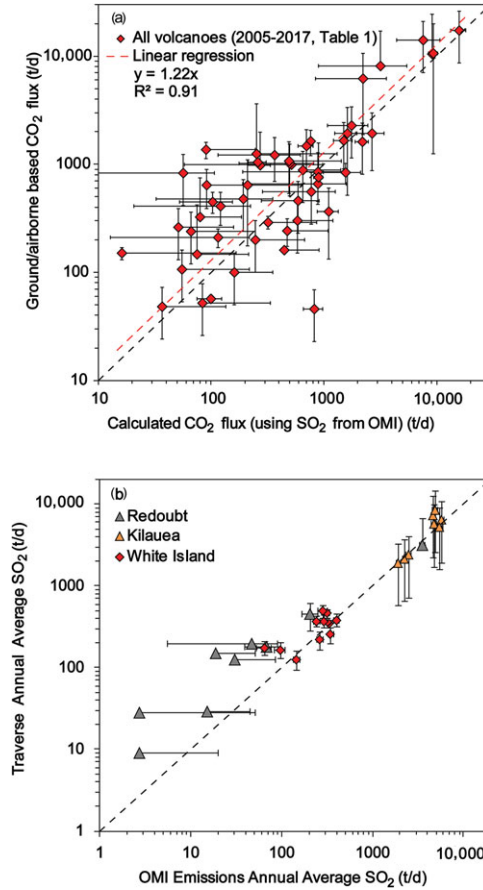 (a)
All volcanoes (2005-2017, Table 1)
Linear regression
y = 1.22x
R² = 0.91
Ground/airborne based CO₂ flux (t/d)
10,000
1000
100
10
10
100
1000
10,000
Calculated CO₂ flux (using SO₂ from OMI) (t/d)
(b)
Redoubt
Kilauea
White Island
Traverse Annual Average SO₂ (t/d)
10,000
1000
100
10
1
1
10
100
1000
10,000
OMI Emissions Annual Average SO₂ (t/d)